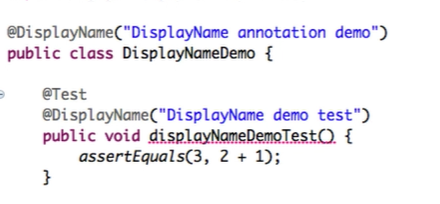 @DisplayName("DisplayName annotation demo")
public class DisplayNameDemo {
@Test
@DisplayName("DisplayName demo test")
public void displayNameDemoTest() {
assertEquals(3, 2 + 1);
}